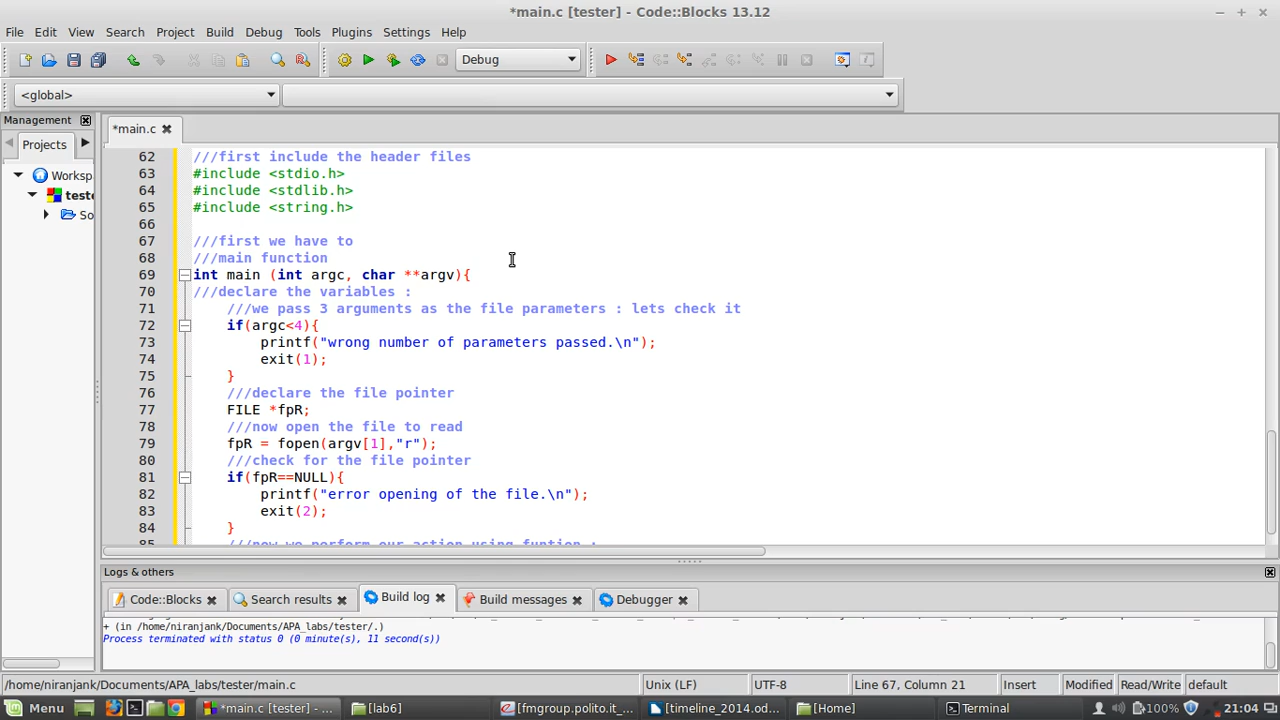 *main.c [tester] - Code::Blocks 13.12
File Edit View Search Project Build Debug Tools Plugins Settings Help
Debug
<global>
Management
*main.c
Projects
Worksp
teste
So
62 ///first include the header files
63 #include <stdio.h>
64 #include <stdlib.h>
65 #include <string.h>
66
67 ///first we have to
68 ///main function
69 int main (int argc, char **argv){
70 ///declare the variables :
71 ///we pass 3 arguments as the file parameters : lets check it
72 if(argc<4){
73 printf("wrong number of parameters passed.\n");
74 exit(1);
75 }
76 ///declare the file pointer
77 FILE *fpR;
78 ///now open the file to read
79 fpR = fopen(argv[1],"r");
80 ///check for the file pointer
81 if(fpR==NULL){
82 printf("error opening of the file.\n");
83 exit(2);
84 }
85 ///now we perform our action using funtion :
Logs & others
Code::Blocks Search results Build log Build messages Debugger
+ (in /home/niranjank/Documents/APA_labs/tester/.)
Process terminated with status 0 (0 minute(s), 11 second(s))
/home/niranjank/Documents/APA_labs/tester/main.c Unix (LF) UTF-8 Line 67, Column 21 Insert Modified Read/Write default
Menu *main.c [tester] - ... [lab6] [fmgroup.polito.it_... [timeline_2014.od... [Home] Terminal 100% 21:04